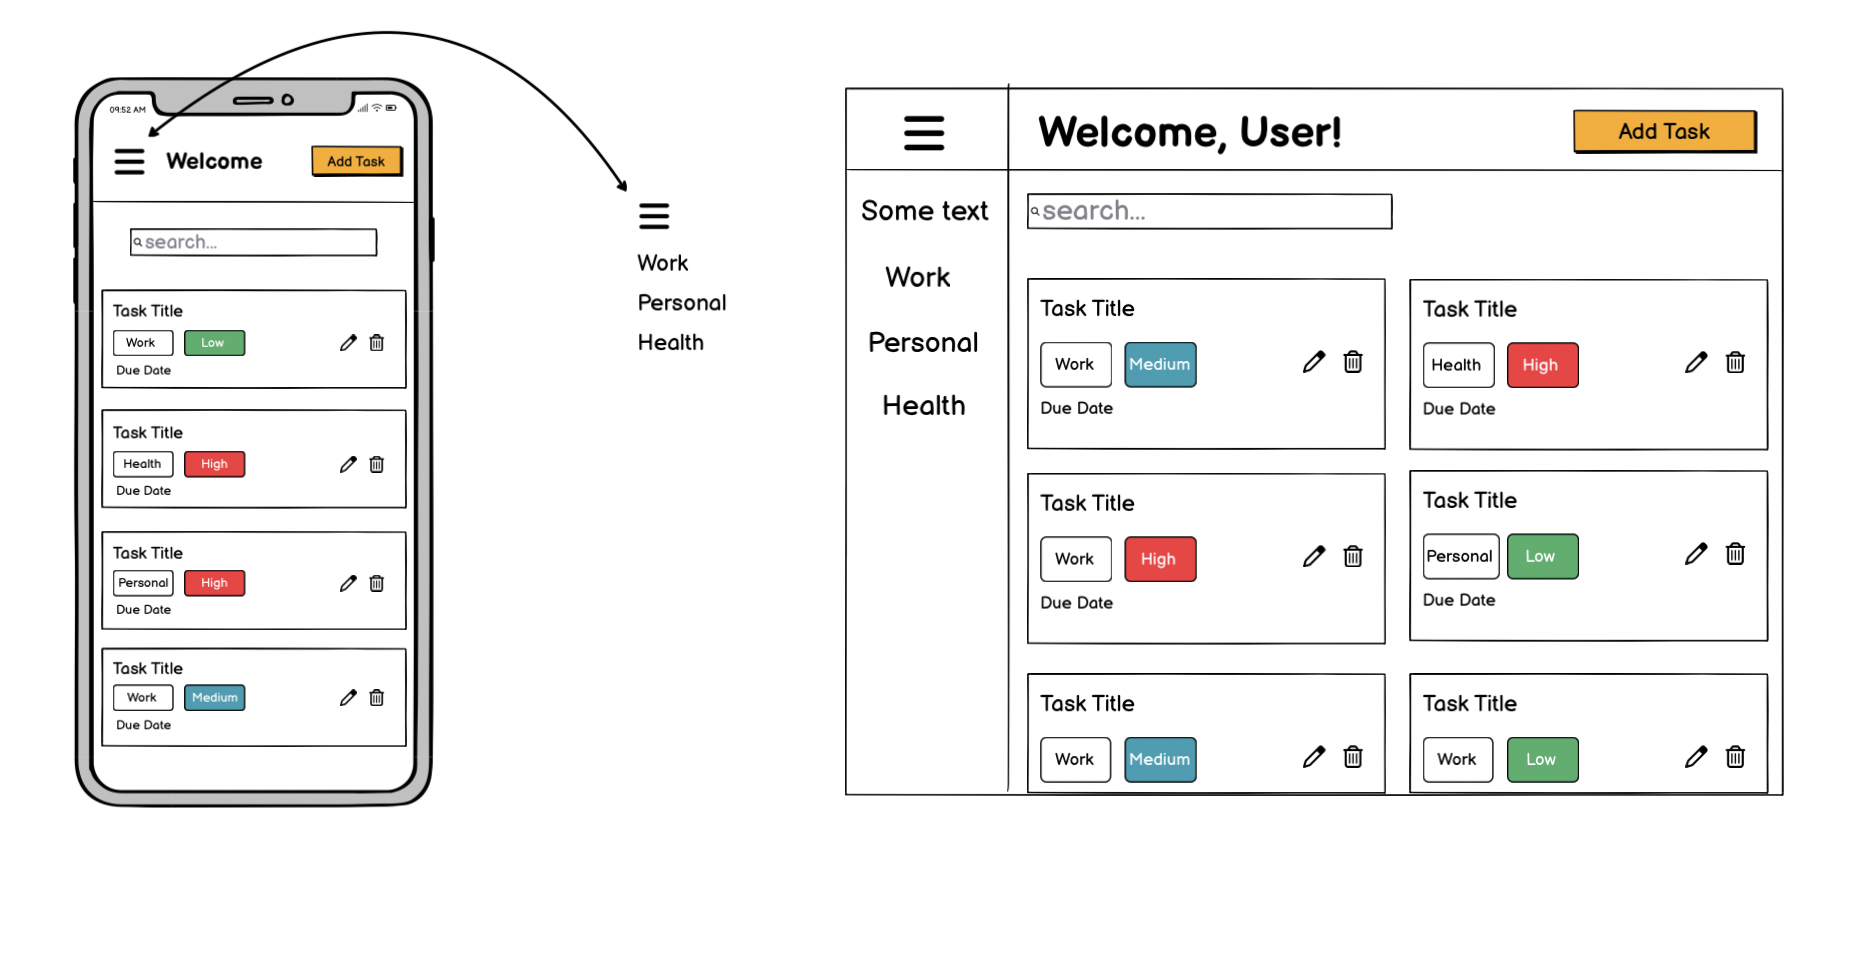 09:52 AM
Welcome
Add Task
search...
Task Title
Work Low
Due Date
Task Title
Health High
Due Date
Task Title
Personal High
Due Date
Task Title
Work Medium
Due Date
Work
Personal
Health
Welcome, User!
Add Task
Some text
Work
Personal
Health
search...
Task Title
Work Medium
Due Date
Task Title
Health High
Due Date
Task Title
Work High
Due Date
Task Title
Personal Low
Due Date
Task Title
Work Medium
Task Title
Work Low